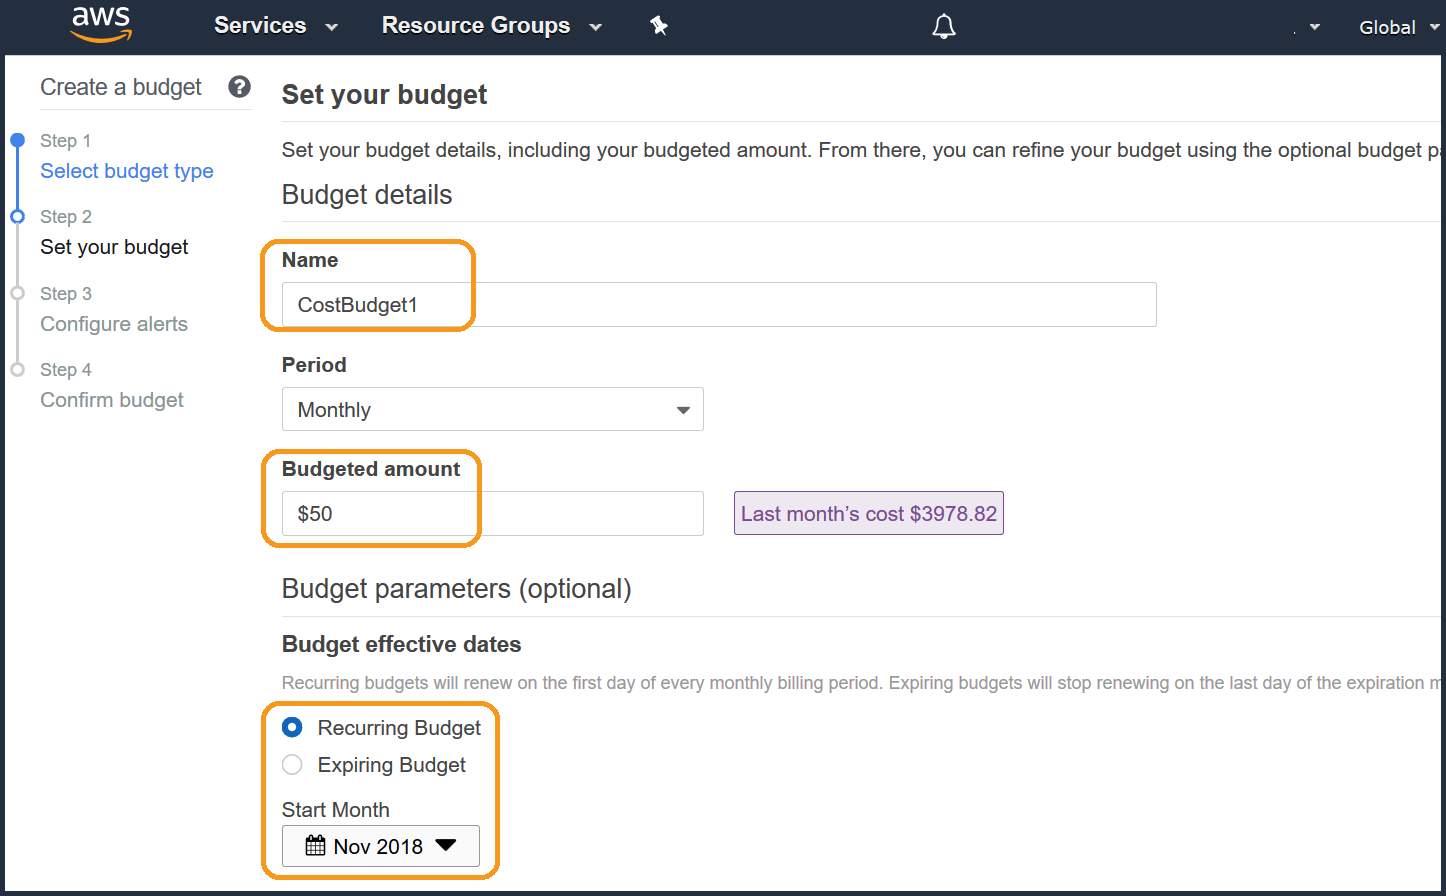 aws Services Resource Groups Global
Create a budget ?
Step 1
Select budget type
Step 2
Set your budget
Step 3
Configure alerts
Step 4
Confirm budget
Set your budget
Set your budget details, including your budgeted amount. From there, you can refine your budget using the optional budget
Budget details
Name
CostBudget1
Period
Monthly
Budgeted amount
$50
Last month’s cost $3978.82
Budget parameters (optional)
Budget effective dates
Recurring budgets will renew on the first day of every monthly billing period. Expiring budgets will stop renewing on the last day of the expiration
Recurring Budget
Expiring Budget
Start Month
Nov 2018